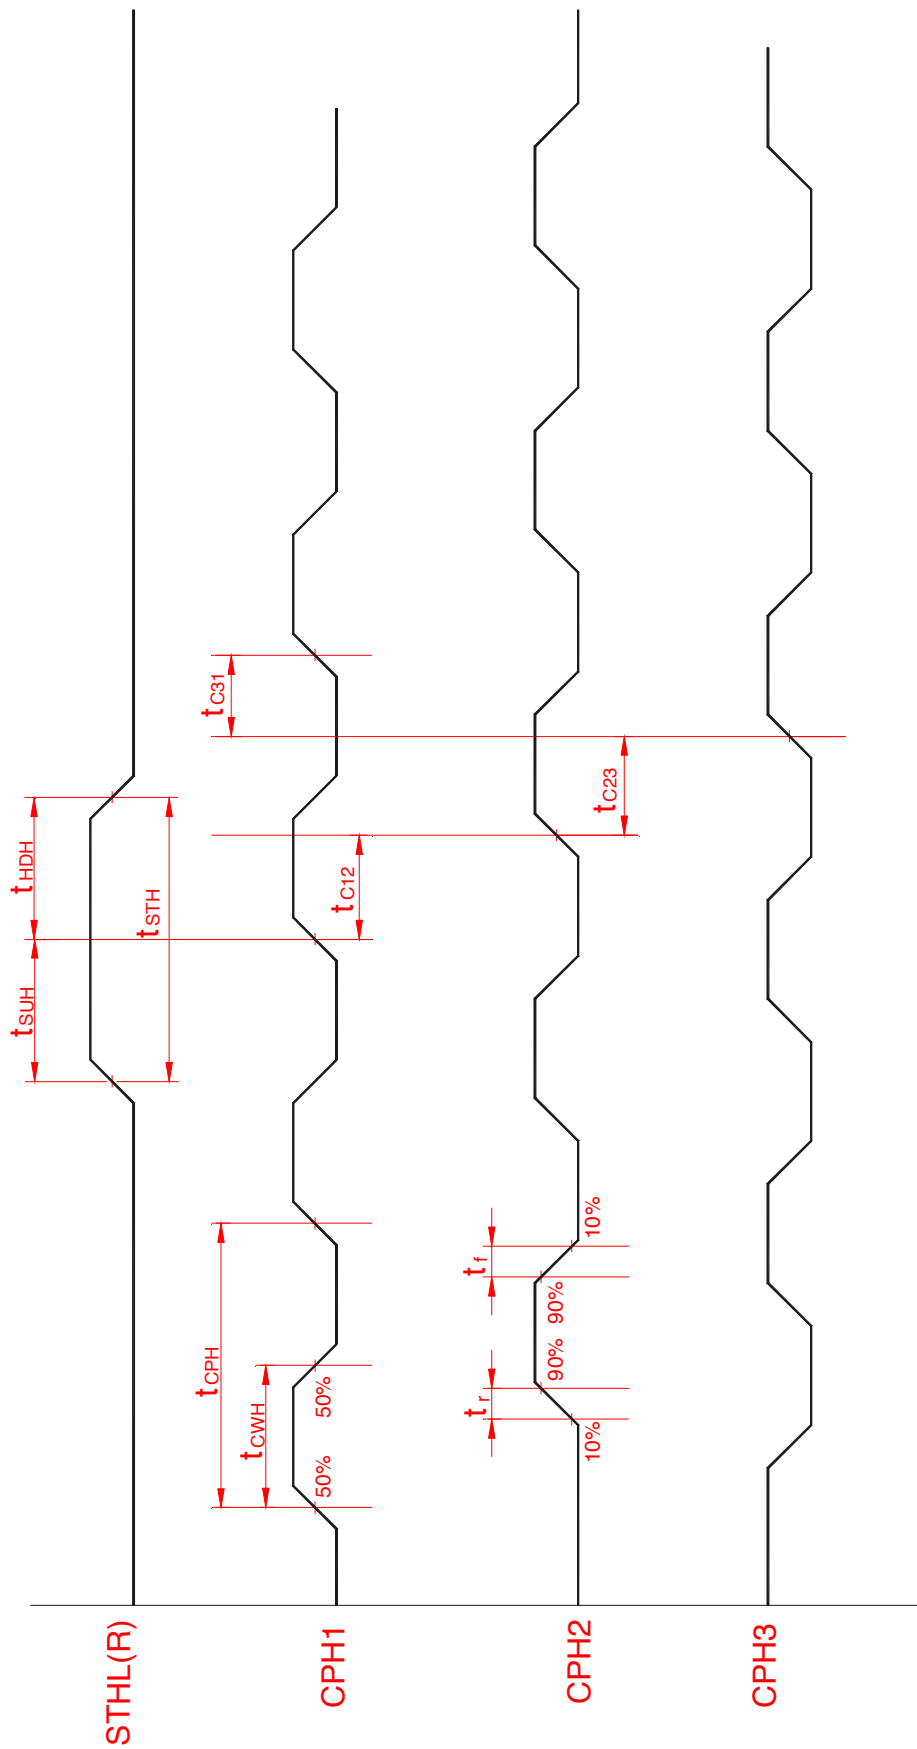 tSUH
tHDH
tSTH
STHL(R)
tCPH
tCWH
50%
50%
tC12
tC31
CPH1
tr
tf
10%
90%
90%
10%
tC23
CPH2
CPH3